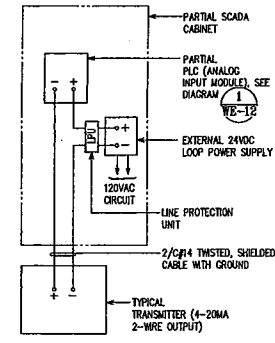 PARTIAL SCADA
CABINET
PARTIAL
PLC (ANALOG
INPUT MODULE), SEE
DIAGRAM
1
WE-12
- +
LPU
+
-
EXTERNAL 24VDC
LOOP POWER SUPPLY
120VAC
CIRCUIT
LINE PROTECTION
UNIT
2/C#14 TWISTED, SHIELDED
CABLE WITH GROUND
+ -
TYPICAL
TRANSMITTER (4-20MA
2-WIRE OUTPUT)